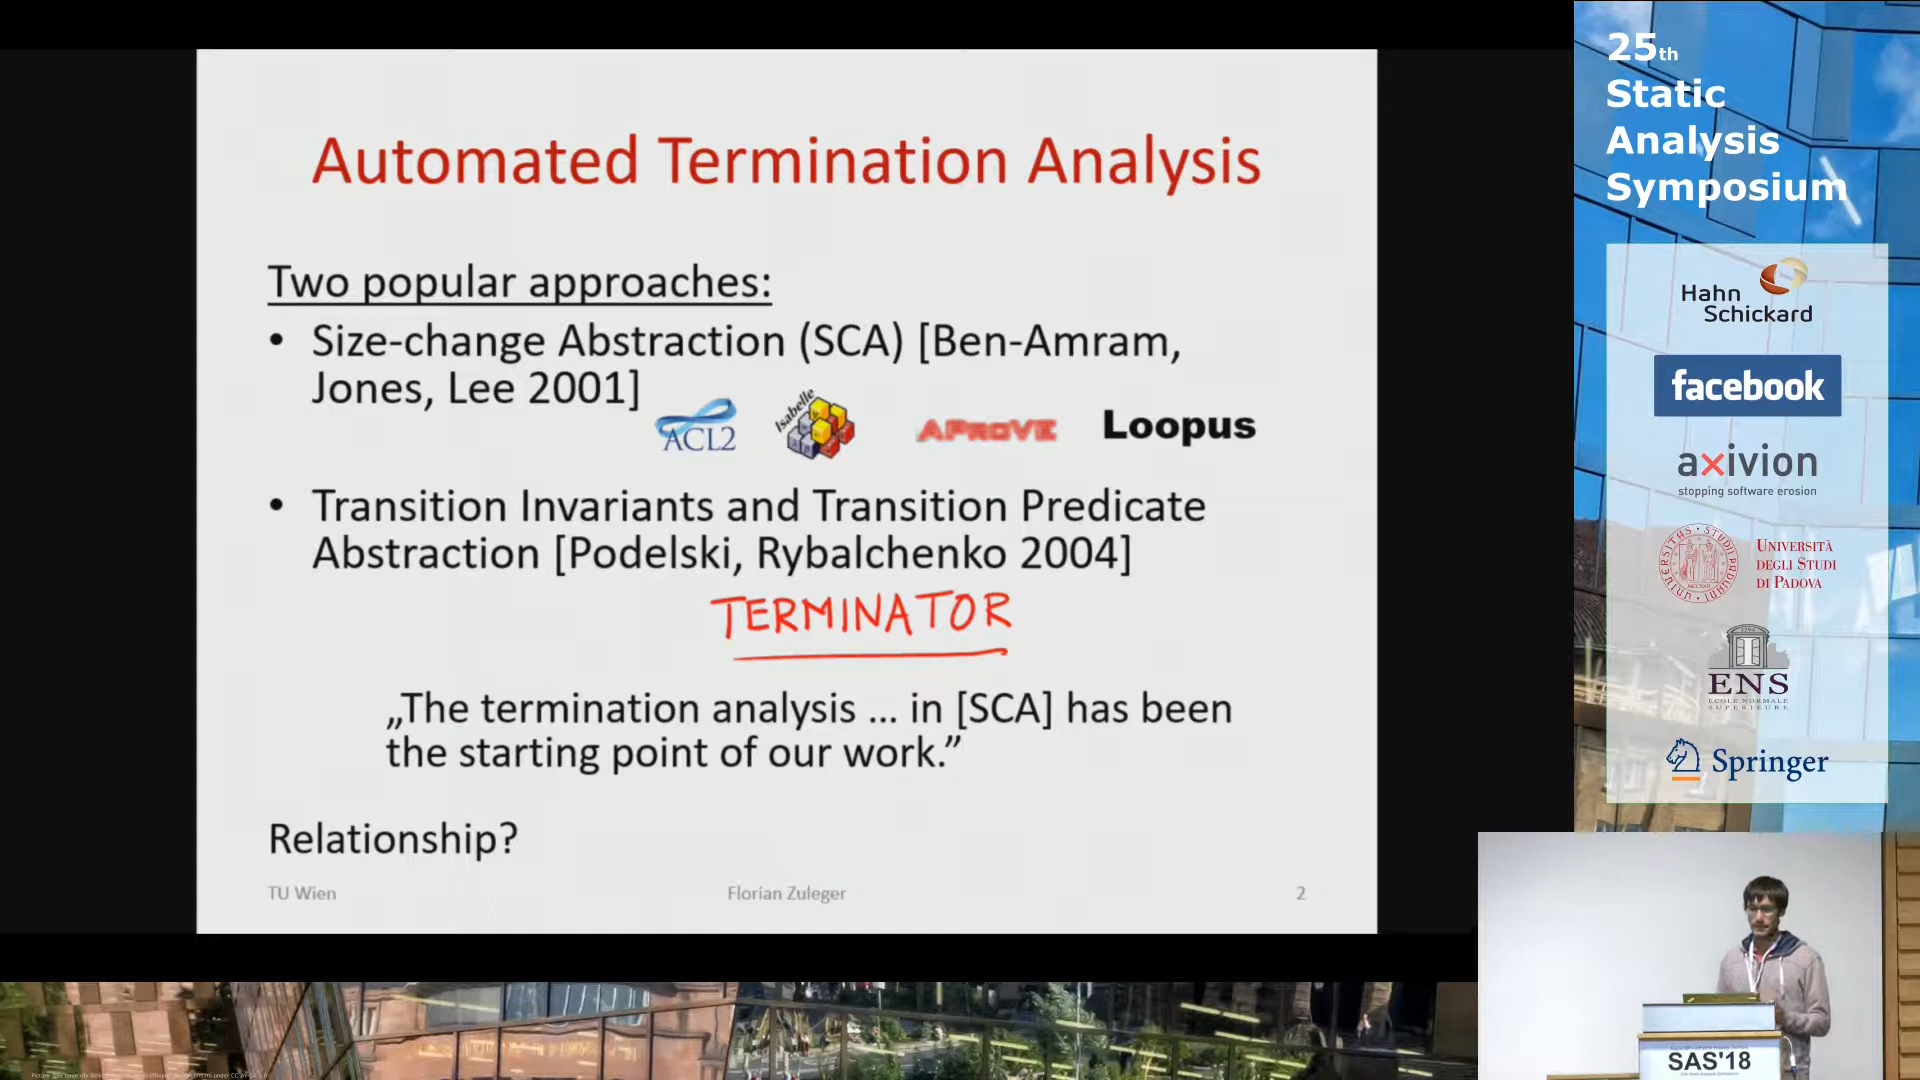 Automated Termination Analysis
Two popular approaches:
• Size-change Abstraction (SCA) [Ben-Amram,
Jones, Lee 2001]
ACL2
Isabelle
AProVE
Loopus
• Transition Invariants and Transition Predicate
Abstraction [Podelski, Rybalchenko 2004]
TERMINATOR
„The termination analysis ... in [SCA] has been
the starting point of our work.”
Relationship?
TU Wien
Florian Zuleger
2
25th
Static
Analysis
Symposium
Hahn
Schickard
facebook
axivion
stopping software erosion
UNIVERSITÀ
DEGLI STUDI
DI PADOVA
ENS
ECOLE NORMALE
SUPERIEURE
Springer
SAS'18